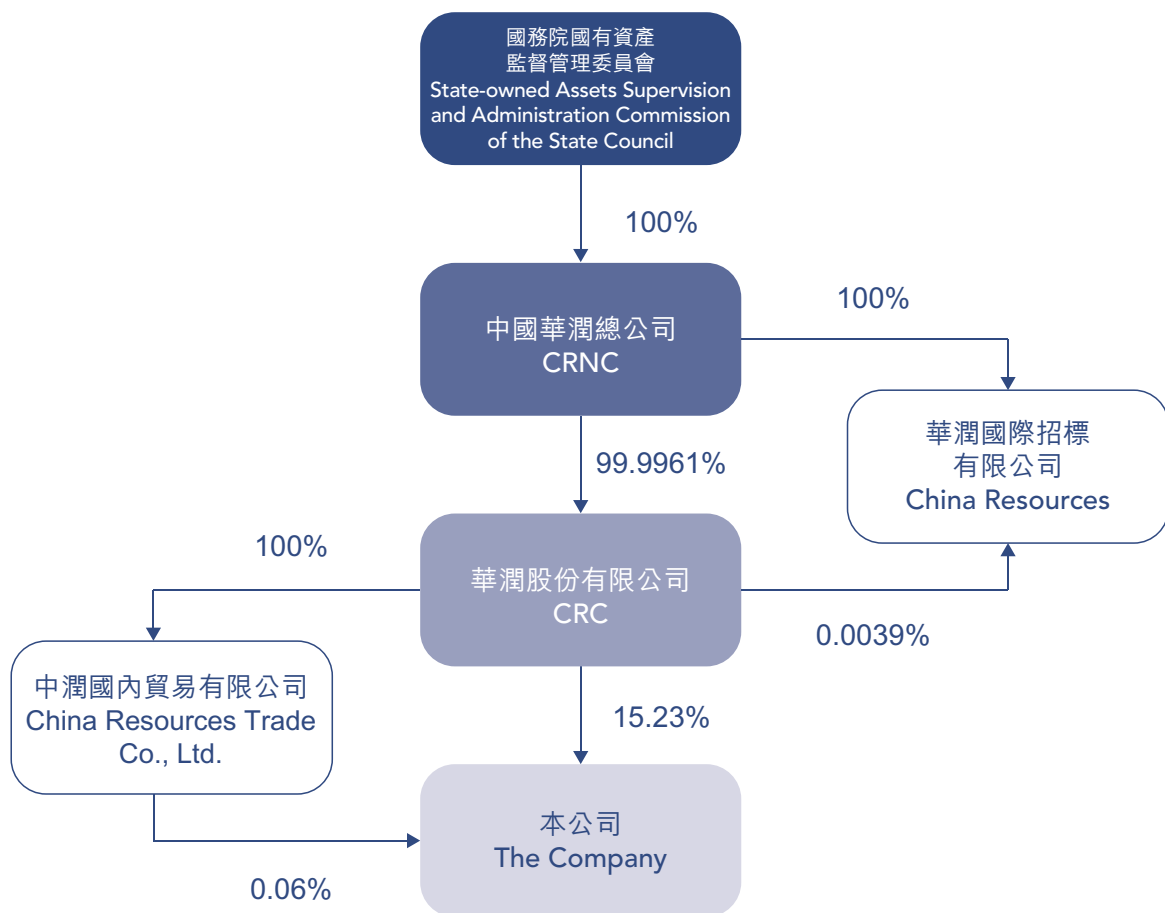 國務院國有資產
監督管理委員會
State-owned Assets Supervision
and Administration Commission
of the State Council
100%
中國華潤總公司
CRNC
100%
華潤國際招標
有限公司
China Resources
99.9961%
100%
華潤股份有限公司
CRC
0.0039%
中潤國內貿易有限公司
China Resources Trade
Co., Ltd.
15.23%
本公司
The Company
0.06%